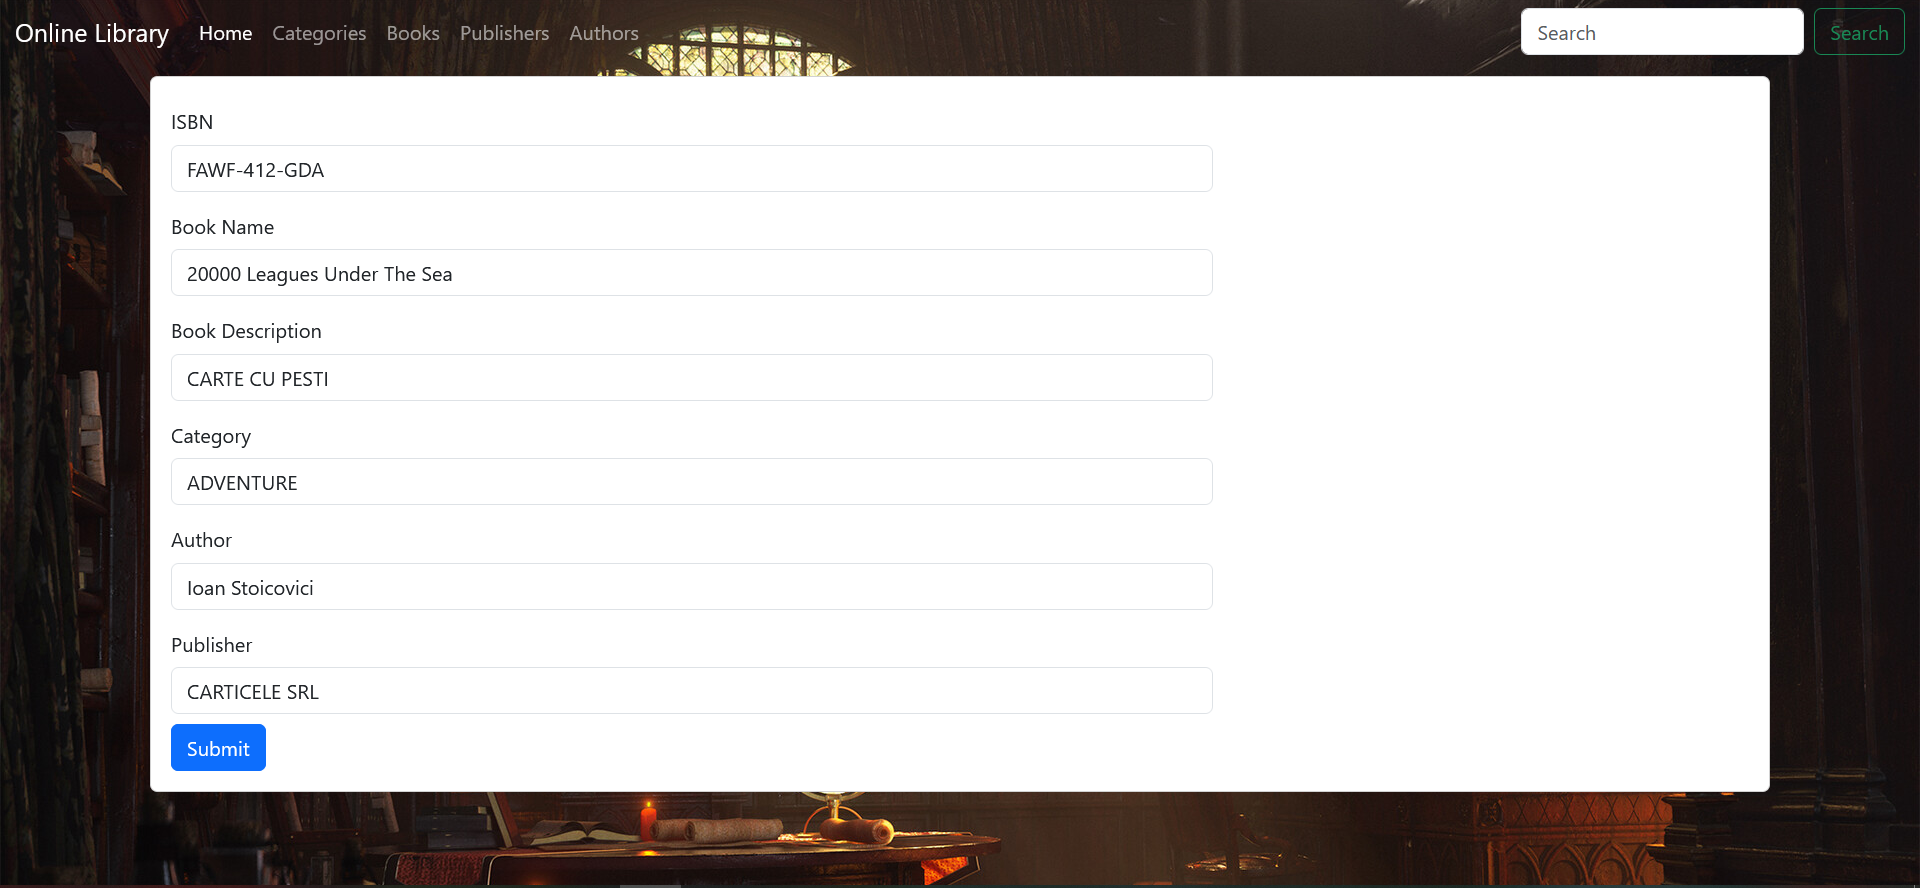 Online Library Home Categories Books Publishers Authors Search Search
ISBN
FAWF-412-GDA
Book Name
20000 Leagues Under The Sea
Book Description
CARTE CU PESTI
Category
ADVENTURE
Author
Ioan Stoicovici
Publisher
CARTICELE SRL
Submit